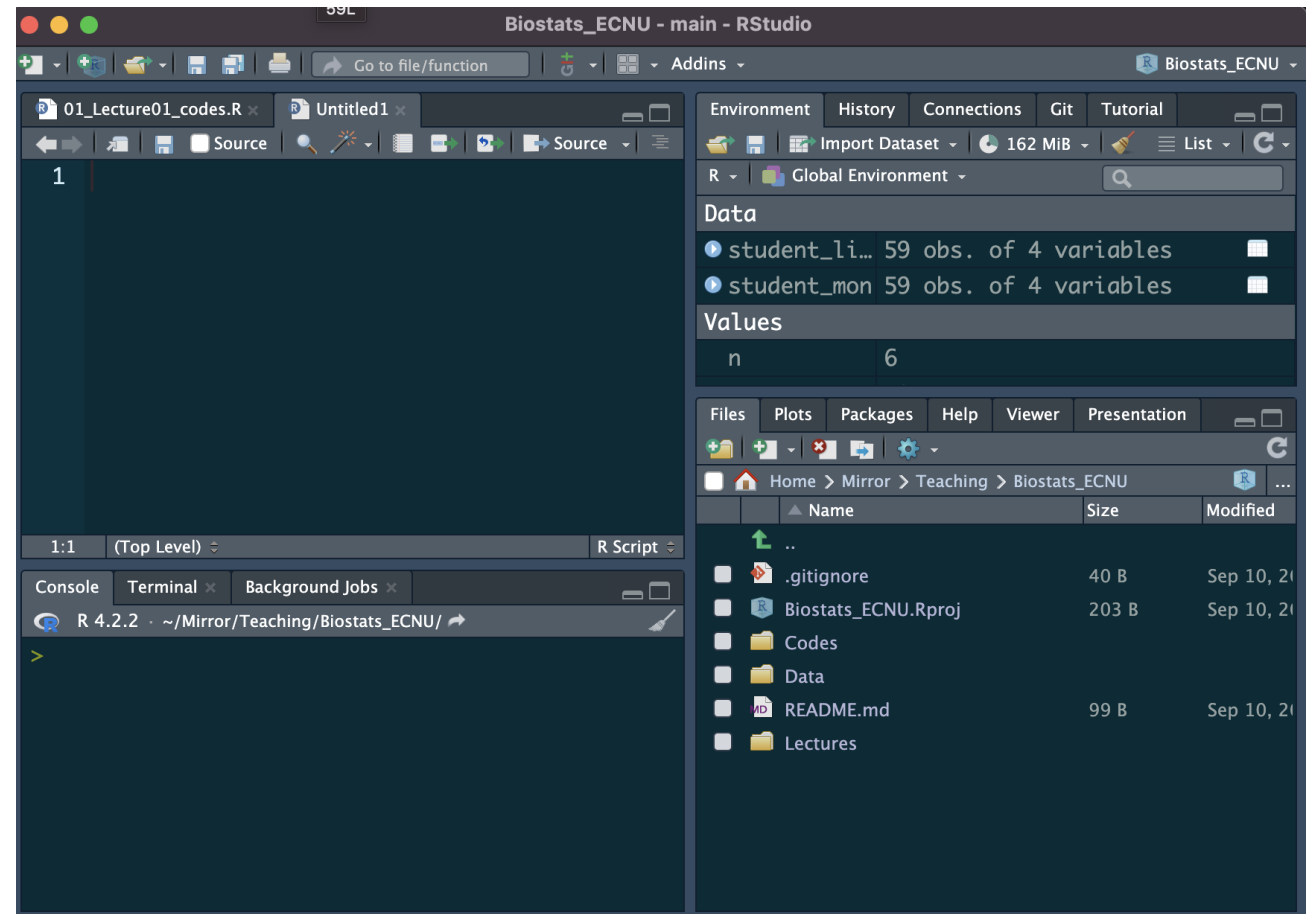 59L
Biostats_ECNU - main - RStudio
Go to file/function
Addins
Biostats_ECNU
01_Lecture01_codes.R
Untitled1
Source
Source
1
1:1
(Top Level)
R Script
Console
Terminal
Background Jobs
R 4.2.2 · ~/Mirror/Teaching/Biostats_ECNU/
>
Environment
History
Connections
Git
Tutorial
Import Dataset
162 MiB
List
R
Global Environment
Data
student_li… 59 obs. of 4 variables
student_mon 59 obs. of 4 variables
Values
n 6
Files
Plots
Packages
Help
Viewer
Presentation
Home
Mirror
Teaching
Biostats_ECNU
...
Name
Size
Modified
..
.gitignore 40 B Sep 10,
Biostats_ECNU.Rproj 203 B Sep 10,
Codes
Data
README.md 99 B Sep 10,
Lectures